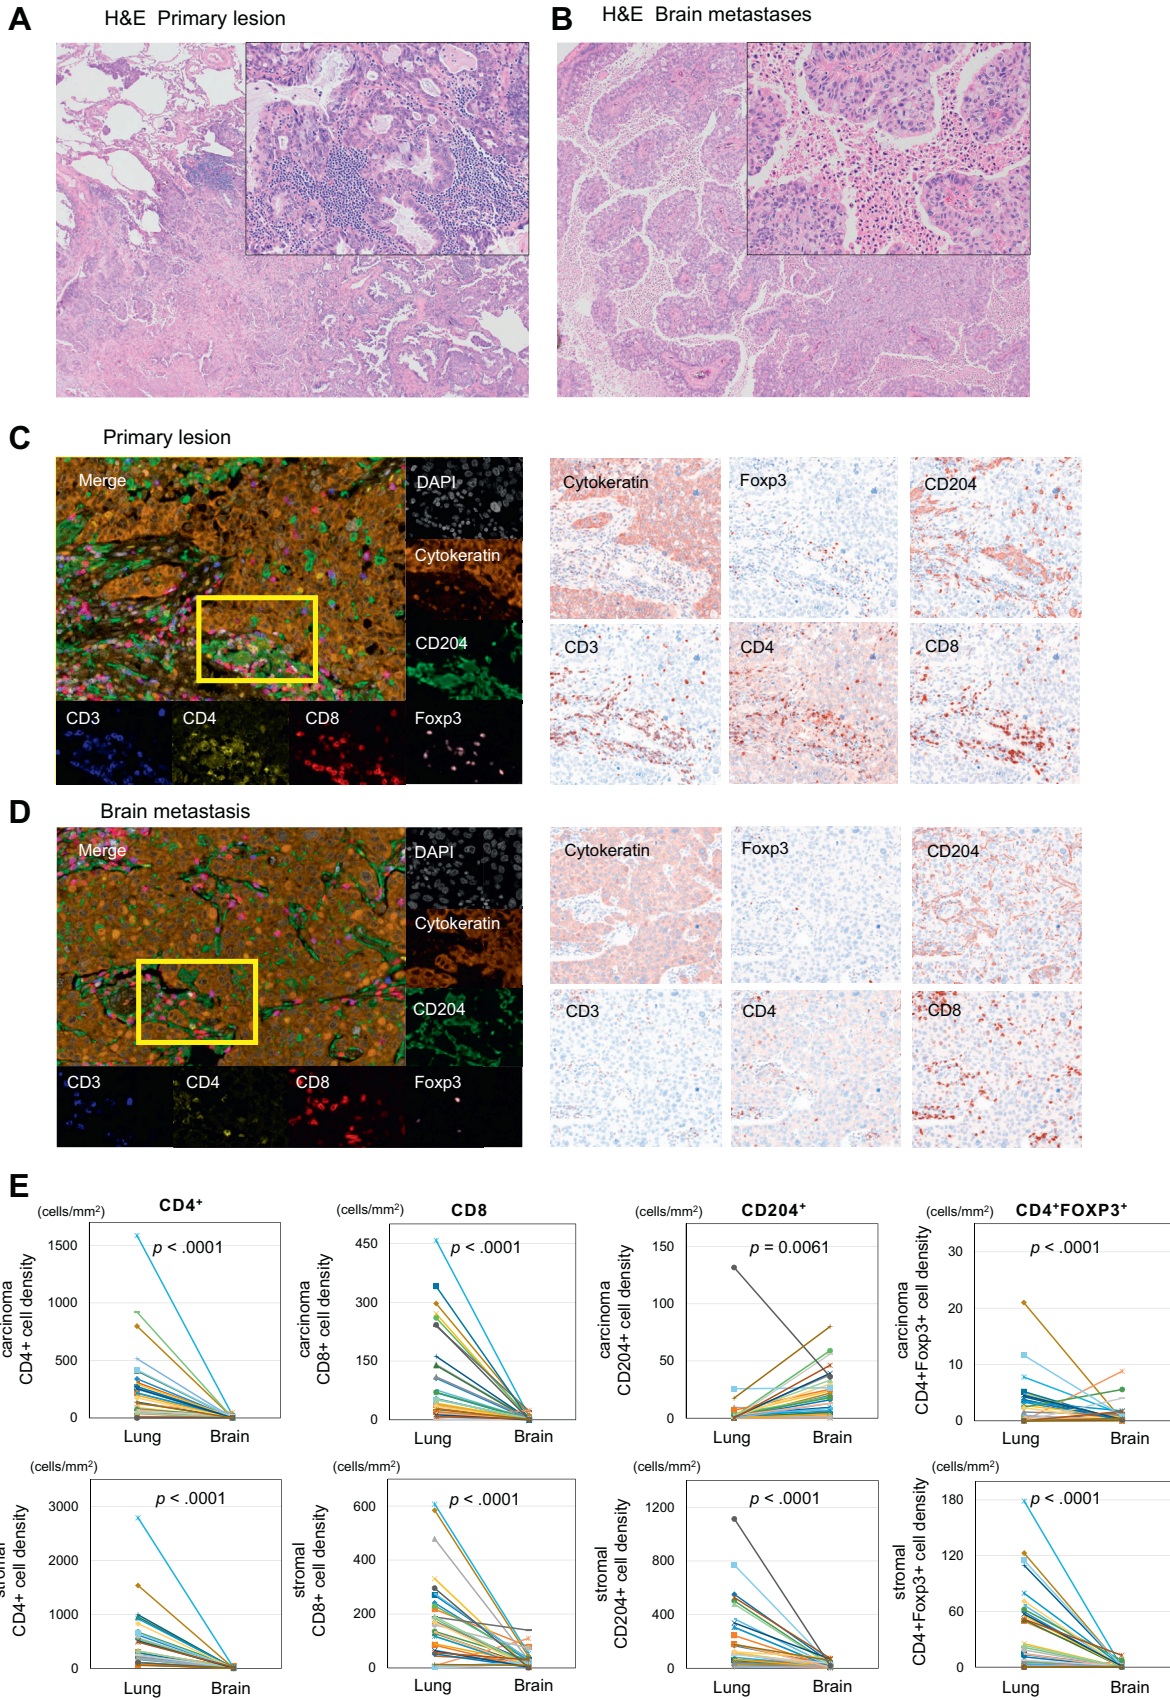 A
H&E Primary lesion
B
H&E Brain metastases
C
Primary lesion
Merge
DAPI
Cytokeratin
CD204
CD3
CD4
CD8
Foxp3
Cytokeratin
Foxp3
CD204
CD3
CD4
CD8
D
Brain metastasis
Merge
DAPI
Cytokeratin
CD204
CD3
CD4
CD8
Foxp3
Cytokeratin
Foxp3
CD204
CD3
CD4
CD8
E
CD4⁺
(cells/mm²)
p < .0001
carcinoma
CD4+ cell density
1500
1000
500
0
Lung Brain
CD8
(cells/mm²)
p < .0001
carcinoma
CD8+ cell density
450
300
150
0
Lung Brain
CD204⁺
(cells/mm²)
p = 0.0061
carcinoma
CD204+ cell density
150
100
50
0
Lung Brain
CD4⁺FOXP3⁺
(cells/mm²)
p < .0001
carcinoma
CD4+Foxp3+ cell density
30
20
10
0
Lung Brain
(cells/mm²)
p < .0001
stromal
CD4+ cell density
3000
2000
1000
0
Lung Brain
(cells/mm²)
p < .0001
stromal
CD8+ cell density
600
400
200
0
Lung Brain
(cells/mm²)
p < .0001
stromal
CD204+ cell density
1200
800
400
0
Lung Brain
(cells/mm²)
p < .0001
stromal
CD4+Foxp3+ cell density
180
120
60
0
Lung Brain